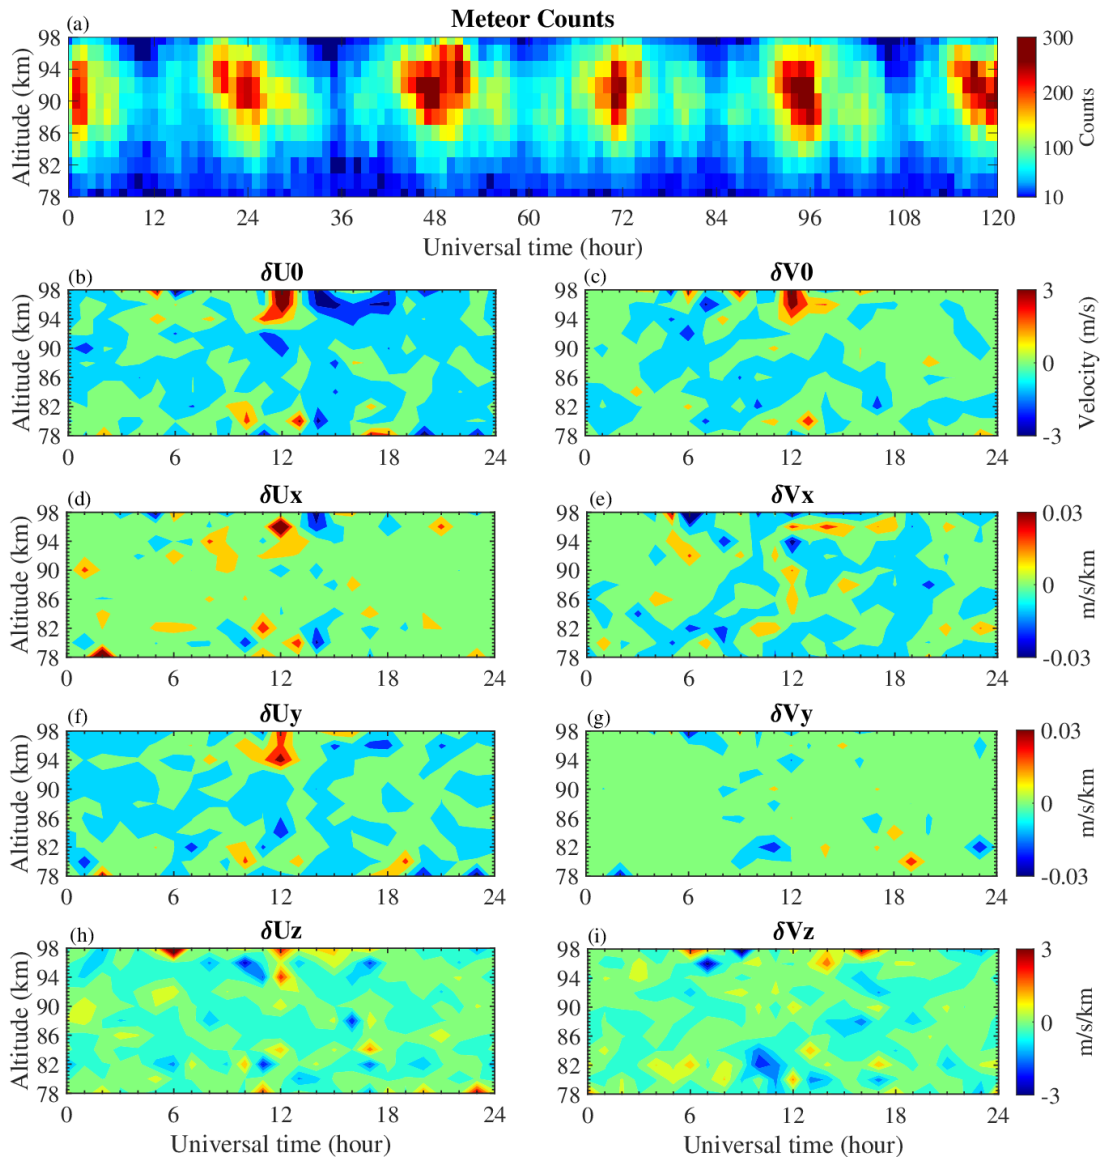 Meteor Counts
(a)
98
94
90
86
82
78
Altitude (km)
0 12 24 36 48 60 72 84 96 108 120
Universal time (hour)
300
200
100
10
Counts
(b) δU0
98
94
90
86
82
78
Altitude (km)
0 6 12 18 24
(c) δV0
98
94
90
86
82
78
0 6 12 18 24
3
0
-3
Velocity (m/s)
(d) δUx
98
94
90
86
82
78
Altitude (km)
0 6 12 18 24
(e) δVx
98
94
90
86
82
78
0 6 12 18 24
0.03
0
-0.03
m/s/km
(f) δUy
98
94
90
86
82
78
Altitude (km)
0 6 12 18 24
(g) δVy
98
94
90
86
82
78
0 6 12 18 24
0.03
0
-0.03
m/s/km
(h) δUz
98
94
90
86
82
78
Altitude (km)
0 6 12 18 24
Universal time (hour)
(i) δVz
98
94
90
86
82
78
0 6 12 18 24
Universal time (hour)
3
0
-3
m/s/km